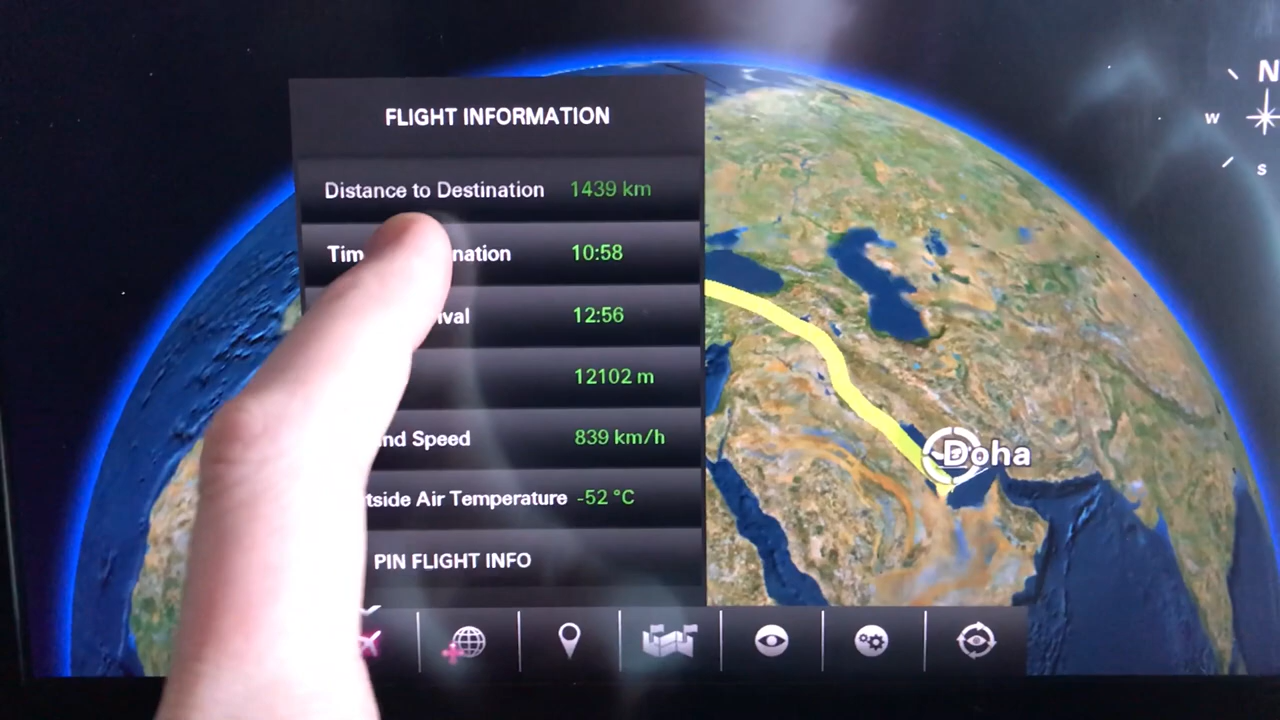 FLIGHT INFORMATION
Distance to Destination 1439 km
Tim nation 10:58
ival 12:56
12102 m
nd Speed 839 km/h
tside Air Temperature -52 °C
PIN FLIGHT INFO
Doha
N
W
S